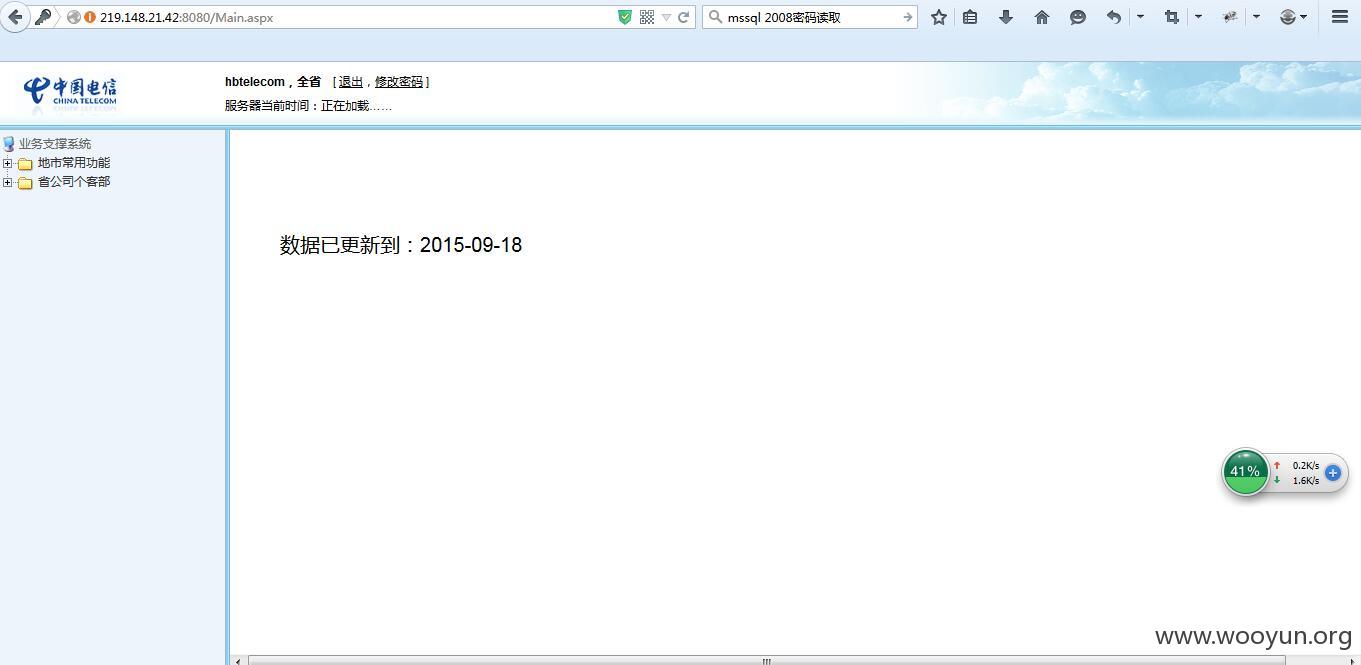 219.148.21.42:8080/Main.aspx
mssql 2008密码读取
中国电信
CHINA TELECOM
hbtelecom，全省 [退出，修改密码]
服务器当前时间：正在加载……
业务支撑系统
地市常用功能
省公司个客部
数据已更新到：2015-09-18
41%
0.2K/s
1.6K/s
www.wooyun.org